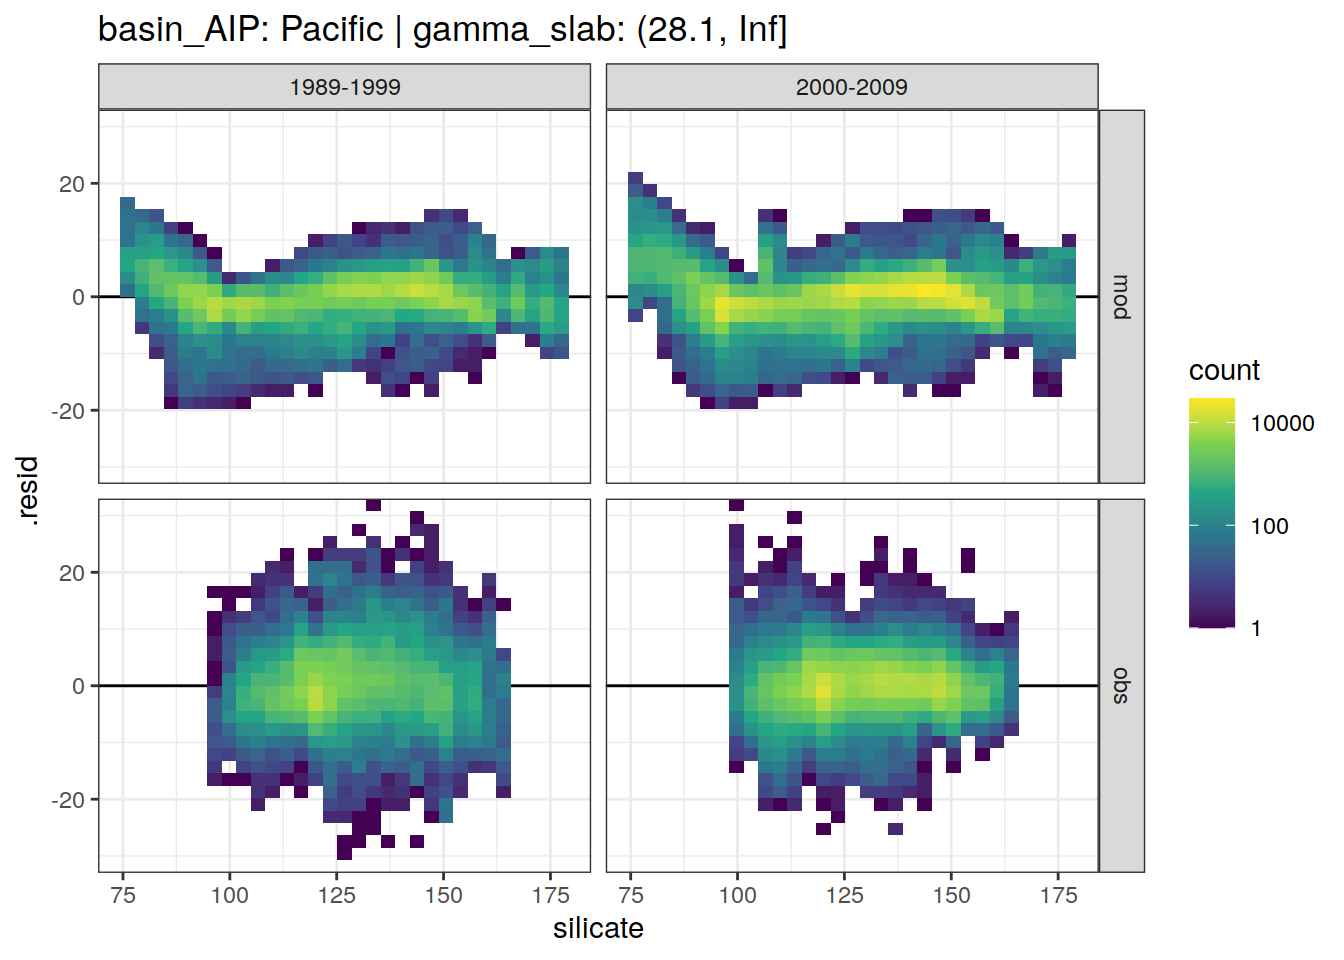 basin_AIP: Pacific | gamma_slab: (28.1, Inf]
1989-1999
2000-2009
20
0
-20
mod
20
0
-20
obs
.resid
75 100 125 150 175
75 100 125 150 175
silicate
count
10000
100
1